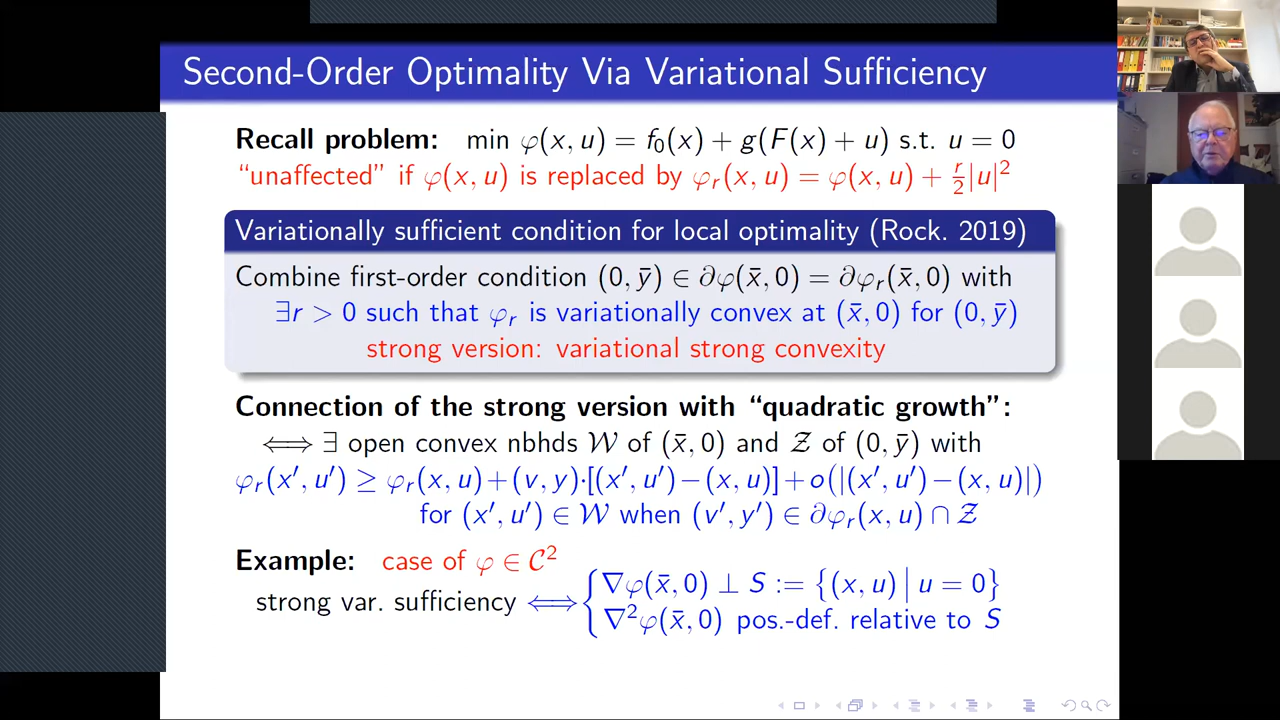 Second-Order Optimality Via Variational Sufficiency
Recall problem: min φ(x, u) = f₀(x) + g(F(x) + u) s.t. u = 0
“unaffected” if φ(x, u) is replaced by φᵣ(x, u) = φ(x, u) + r/2|u|²
Variationally sufficient condition for local optimality (Rock. 2019)
Combine first-order condition (0, ȳ) ∈ ∂φ(x̄, 0) = ∂φᵣ(x̄, 0) with
∃r > 0 such that φᵣ is variationally convex at (x̄, 0) for (0, ȳ)
strong version: variational strong convexity
Connection of the strong version with “quadratic growth”:
⟺ ∃ open convex nbhds 𝒲 of (x̄, 0) and 𝒵 of (0, ȳ) with
φᵣ(x′, u′) ≥ φᵣ(x, u)+(v, y)·[(x′, u′)−(x, u)]+o(|(x′, u′)−(x, u)|)
for (x′, u′) ∈ 𝒲 when (v′, y′) ∈ ∂φᵣ(x, u) ∩ 𝒵
Example: case of φ ∈ 𝒞²
strong var. sufficiency ⟺ { ∇φ(x̄, 0) ⊥ S := {(x, u) | u = 0}
∇²φ(x̄, 0) pos.-def. relative to S